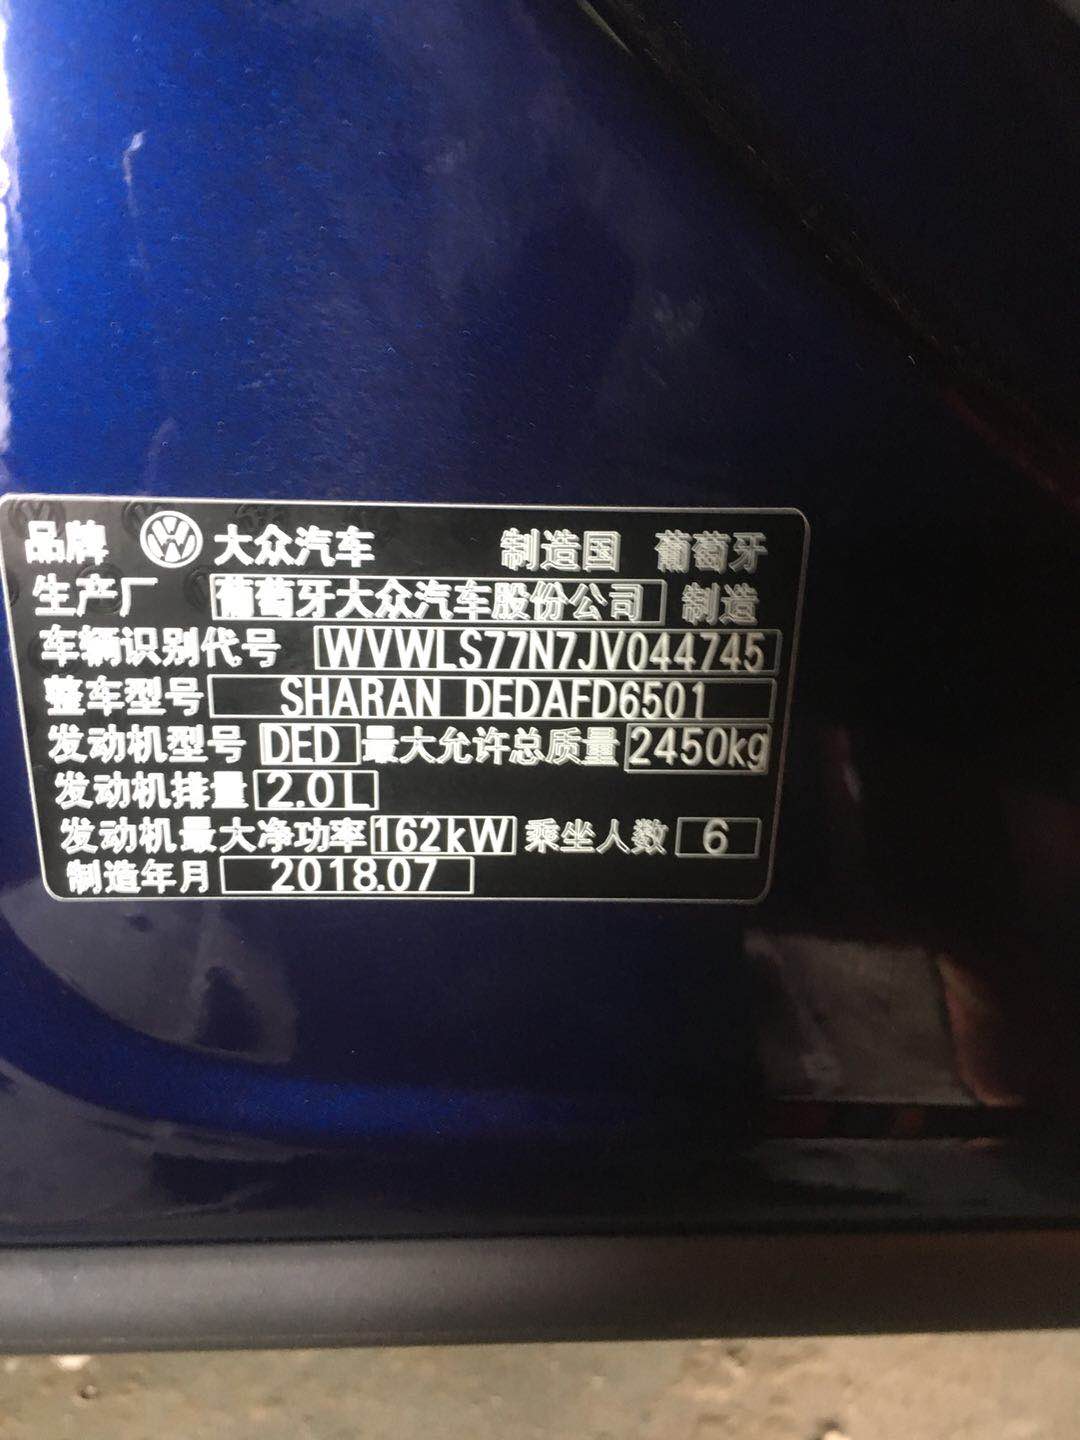 品牌 大众汽车 制造国 葡萄牙
生产厂 葡萄牙大众汽车股份公司 制造
车辆识别代号 WVWLS77N7JV044745
整车型号 SHARAN DEDAFD6501
发动机型号 DED 最大允许总质量 2450kg
发动机排量 2.0L
发动机最大净功率 162kW 乘坐人数 6
制造年月 2018.07